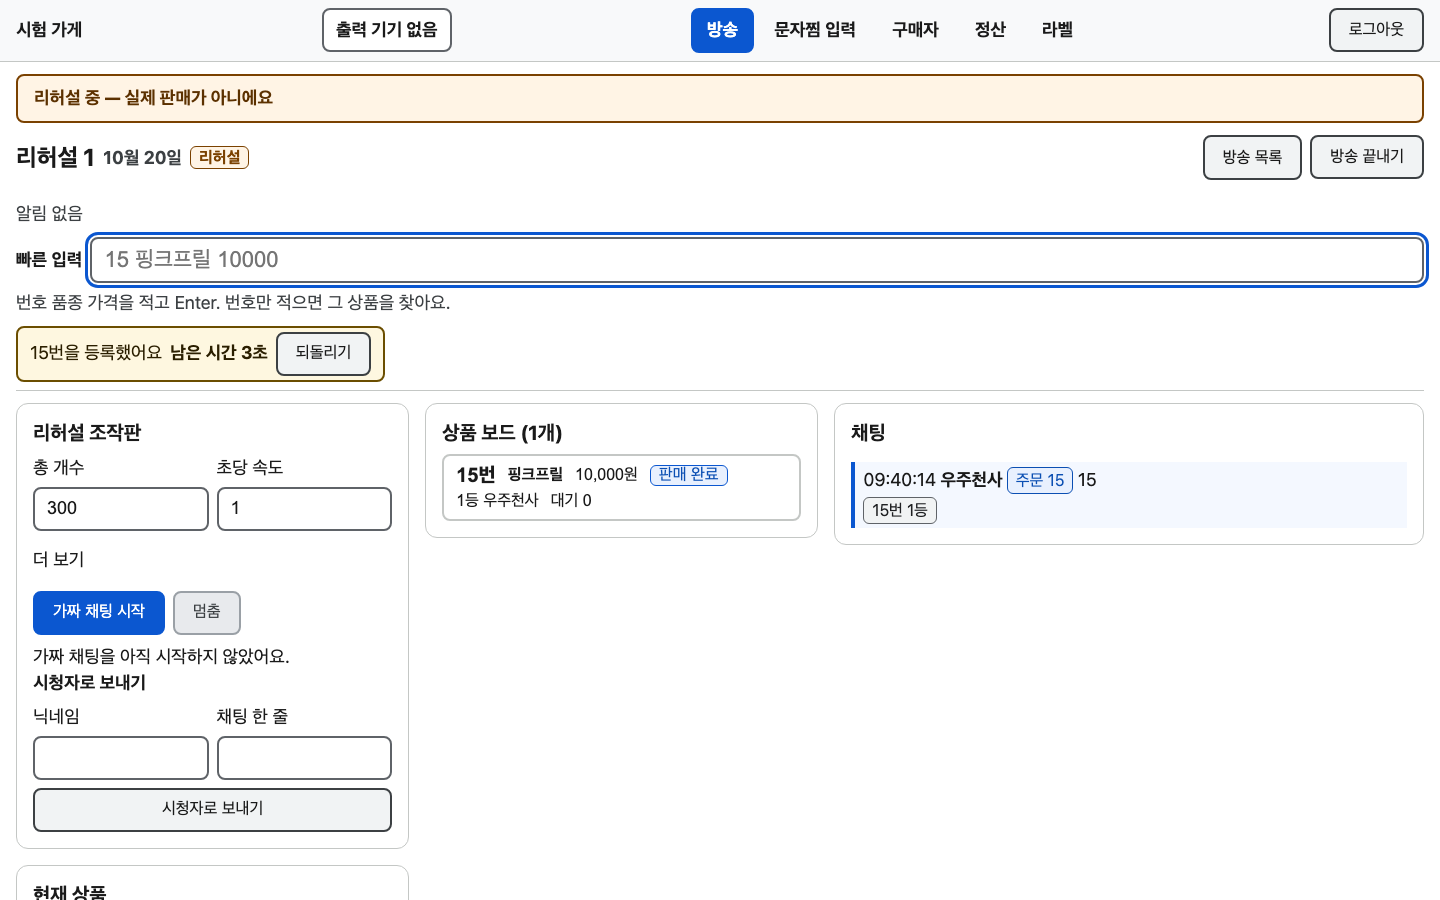 시험 가게
출력 기기 없음
방송
문자찜 입력
구매자
정산
라벨
로그아웃
리허설 중 — 실제 판매가 아니에요
리허설 1 10월 20일 리허설
방송 목록
방송 끝내기
알림 없음
빠른 입력
15 핑크프릴 10000
번호 품종 가격을 적고 Enter. 번호만 적으면 그 상품을 찾아요.
15번을 등록했어요 남은 시간 3초 되돌리기
리허설 조작판
총 개수
초당 속도
300
1
더 보기
가짜 채팅 시작
멈춤
가짜 채팅을 아직 시작하지 않았어요.
시청자로 보내기
닉네임
채팅 한 줄
시청자로 보내기
현재 상품
상품 보드 (1개)
15번 핑크프릴 10,000원 판매 완료
1등 우주천사 대기 0
채팅
09:40:14 우주천사 주문 15 15
15번 1등